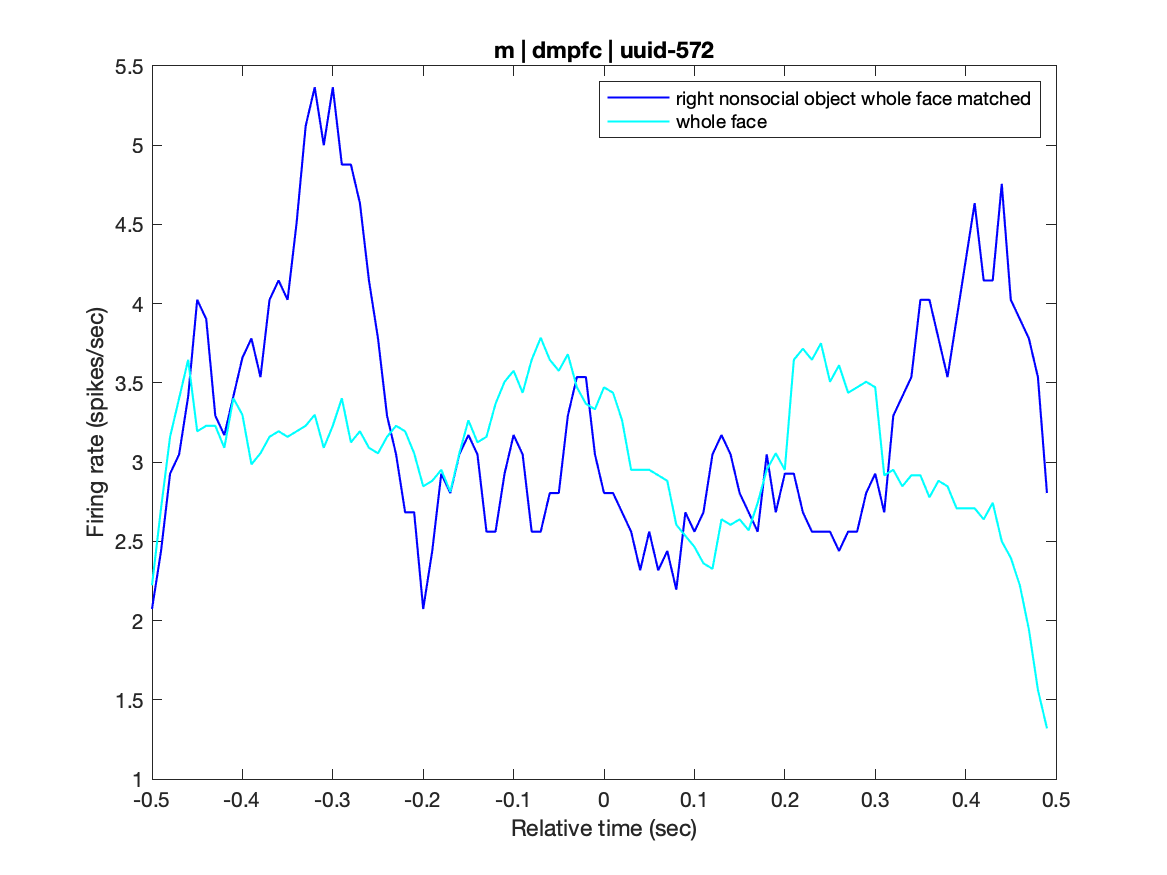 m | dmpfc | uuid-572
right nonsocial object whole face matched
whole face
Firing rate (spikes/sec)
5.5
5
4.5
4
3.5
3
2.5
2
1.5
1
-0.5 -0.4 -0.3 -0.2 -0.1 0 0.1 0.2 0.3 0.4 0.5
Relative time (sec)